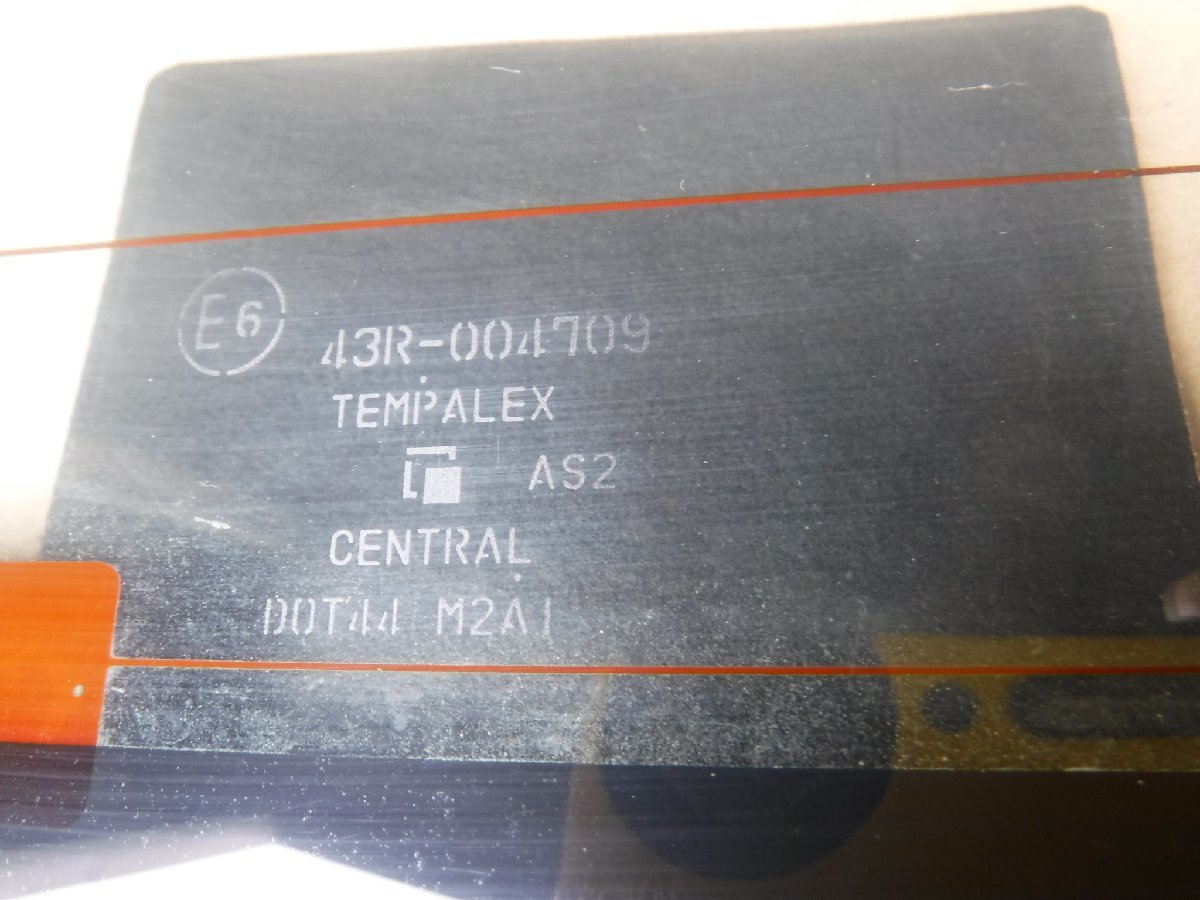 E6 43R-004709
TEMPALEX
AS2
CENTRAL
DOT44 M2A1